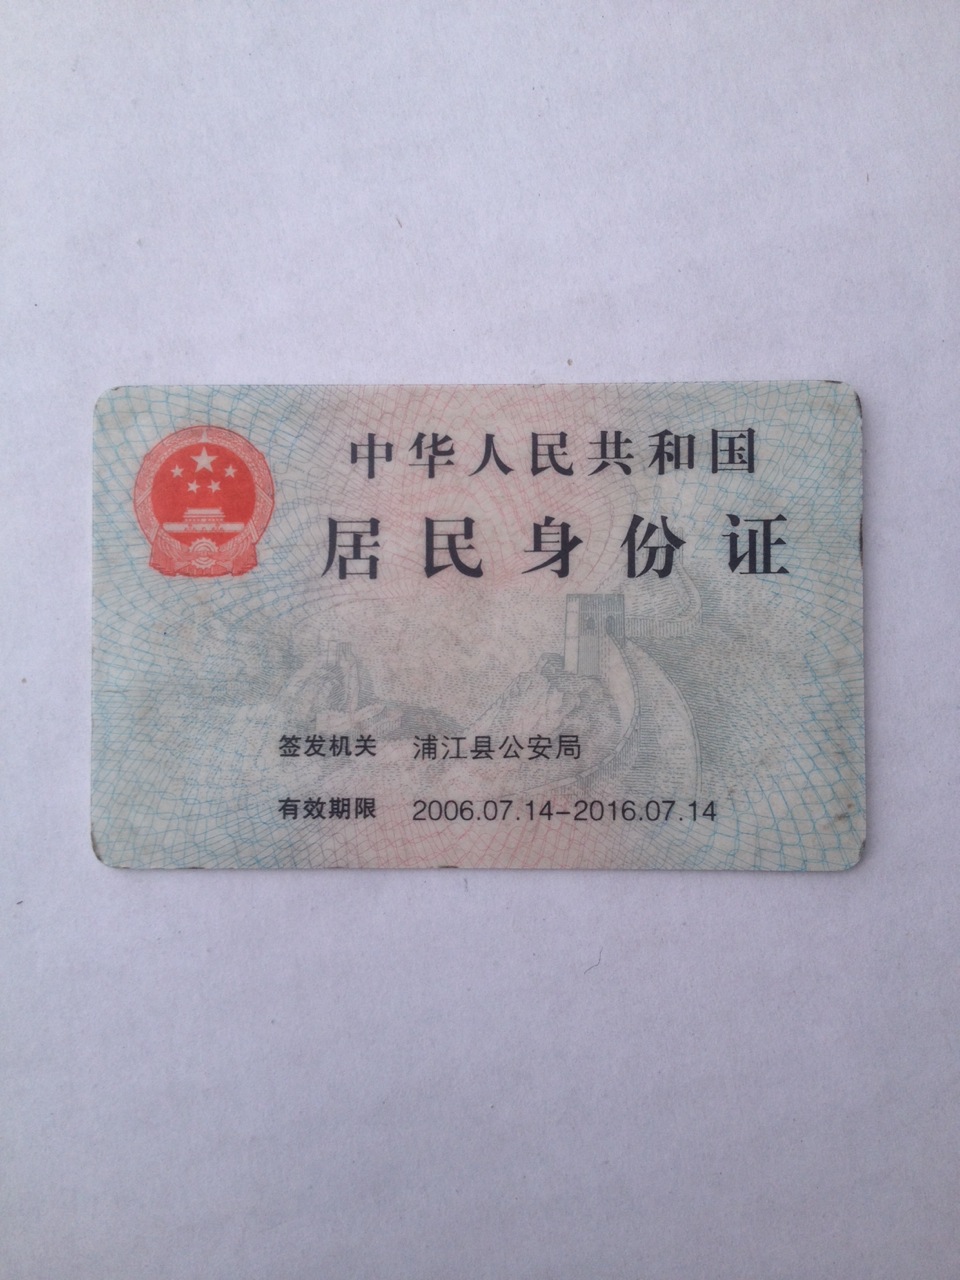 中华人民共和国
居民身份证
签发机关 浦江县公安局
有效期限 2006.07.14-2016.07.14